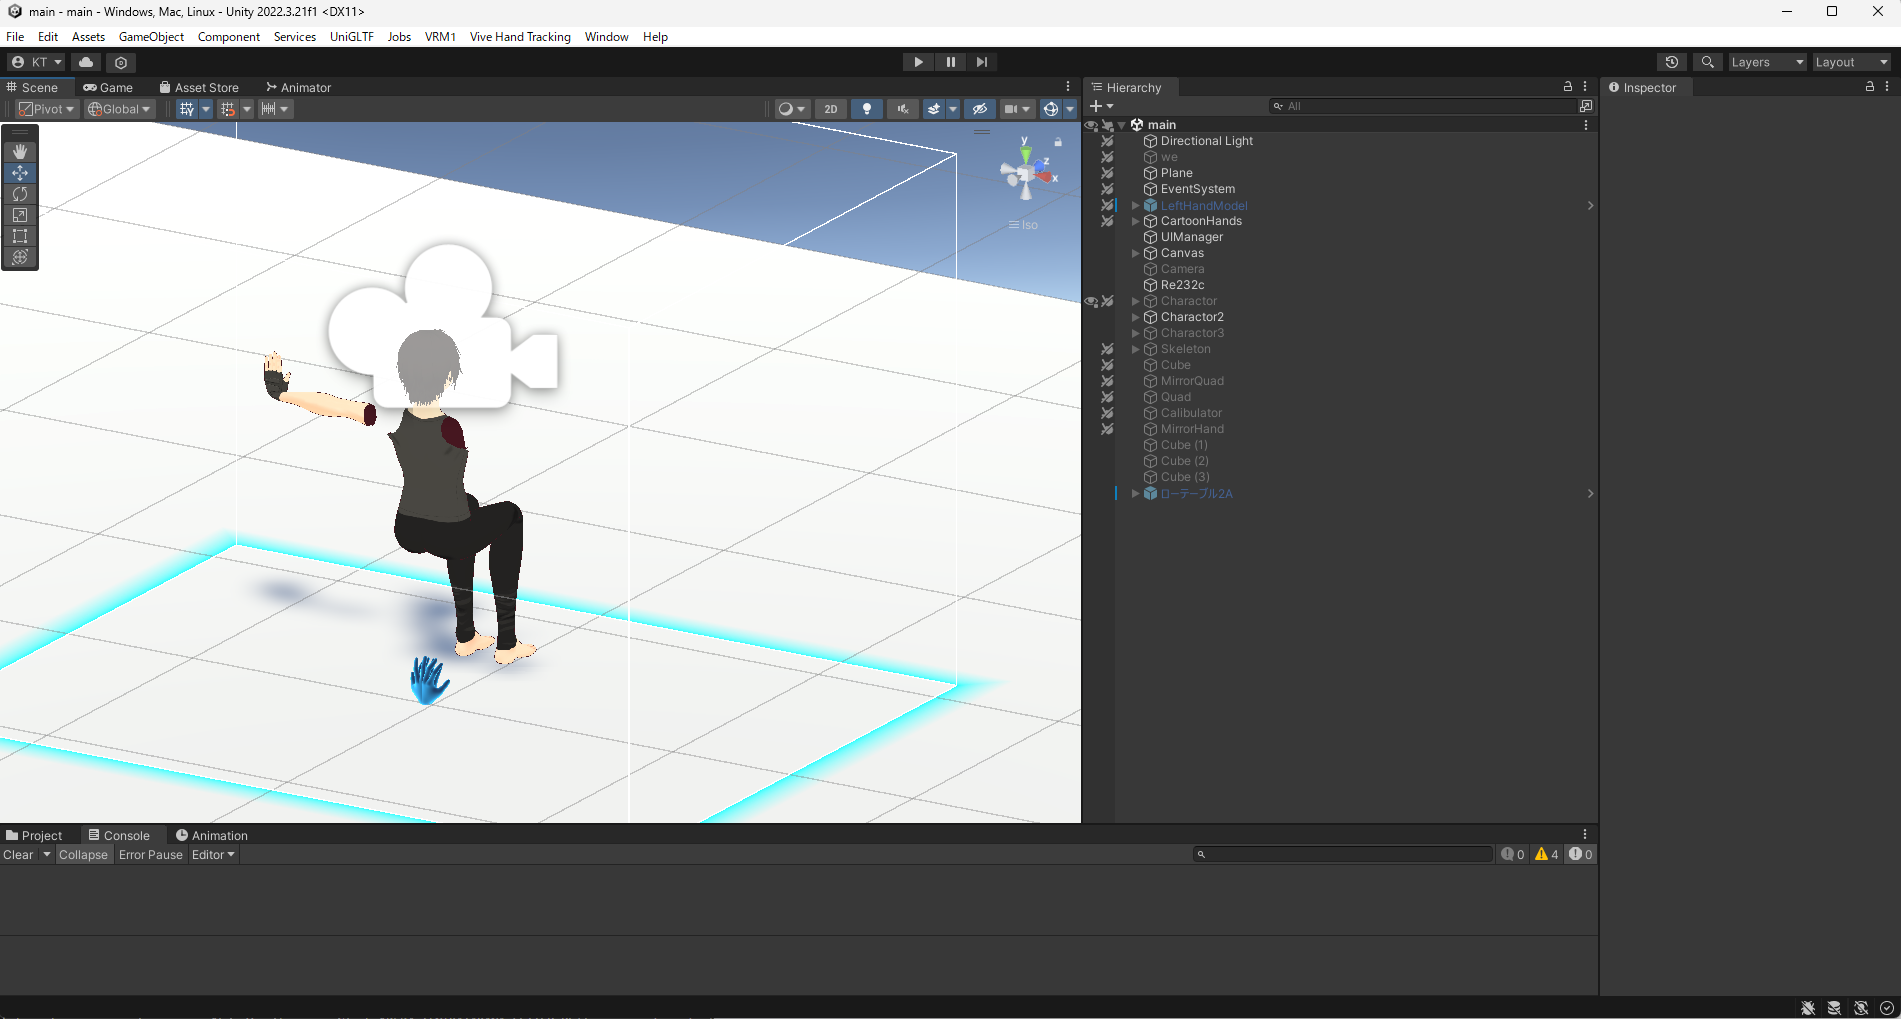 main - main - Windows, Mac, Linux - Unity 2022.3.21f1 <DX11>
File Edit Assets GameObject Component Services UniGLTF Jobs VRM1 Vive Hand Tracking Window Help
KT
Layers
Layout
Scene
Game
Asset Store
Animator
Pivot
Global
2D
y
z
x
Iso
Hierarchy
All
main
Directional Light
we
Plane
EventSystem
LeftHandModel
CartoonHands
UIManager
Canvas
Camera
Re232c
Charactor
Charactor2
Charactor3
Skeleton
Cube
MirrorQuad
Quad
Calibulator
MirrorHand
Cube (1)
Cube (2)
Cube (3)
ローテーブル2A
Inspector
Project
Console
Animation
Clear
Collapse
Error Pause
Editor
0
4
0